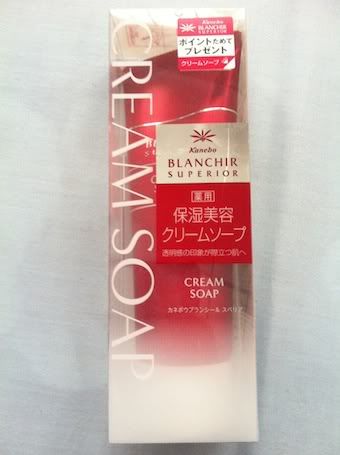 Kanebo
BLANCHIR
SUPERIOR
ポイントためて
プレゼント
クリームソープ
CREAM SOAP
Kanebo
BLANCHIR
SUPERIOR
薬用
保湿美容
クリームソープ
透明感の印象が際立つ肌へ
CREAM
SOAP
カネボウブランシール スペリア